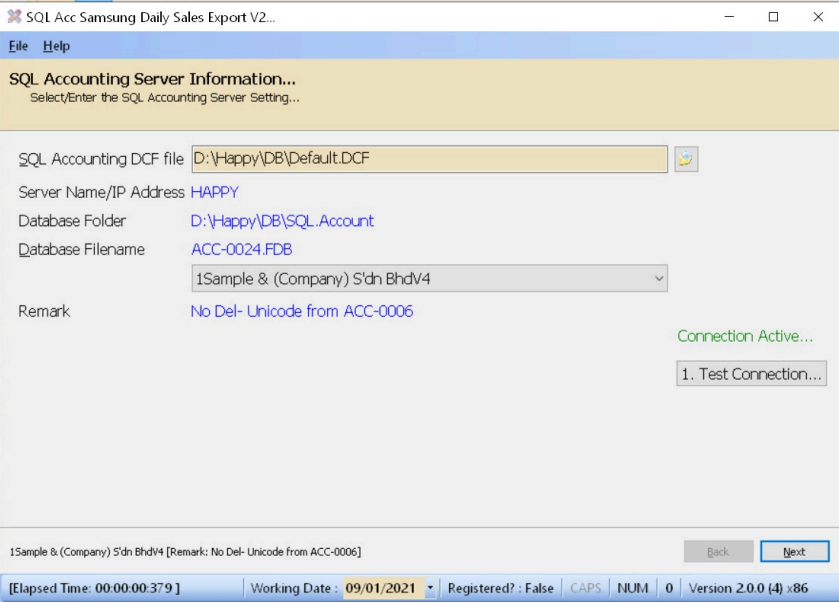 SQL Acc Samsung Daily Sales Export V2...
File Help
SQL Accounting Server Information...
Select/Enter the SQL Accounting Server Setting...
SQL Accounting DCF file D:\Happy\DB\Default.DCF
Server Name/IP Address HAPPY
Database Folder D:\Happy\DB\SQL.Account
Database Filename ACC-0024.FDB
1Sample & (Company) S'dn BhdV4
Remark No Del- Unicode from ACC-0006
Connection Active...
1. Test Connection...
1Sample & (Company) S'dn BhdV4 [Remark: No Del- Unicode from ACC-0006] Back Next
[Elapsed Time: 00:00:00:379 ] Working Date : 09/01/2021 Registered? : False CAPS NUM 0 Version 2.0.0 (4) x86